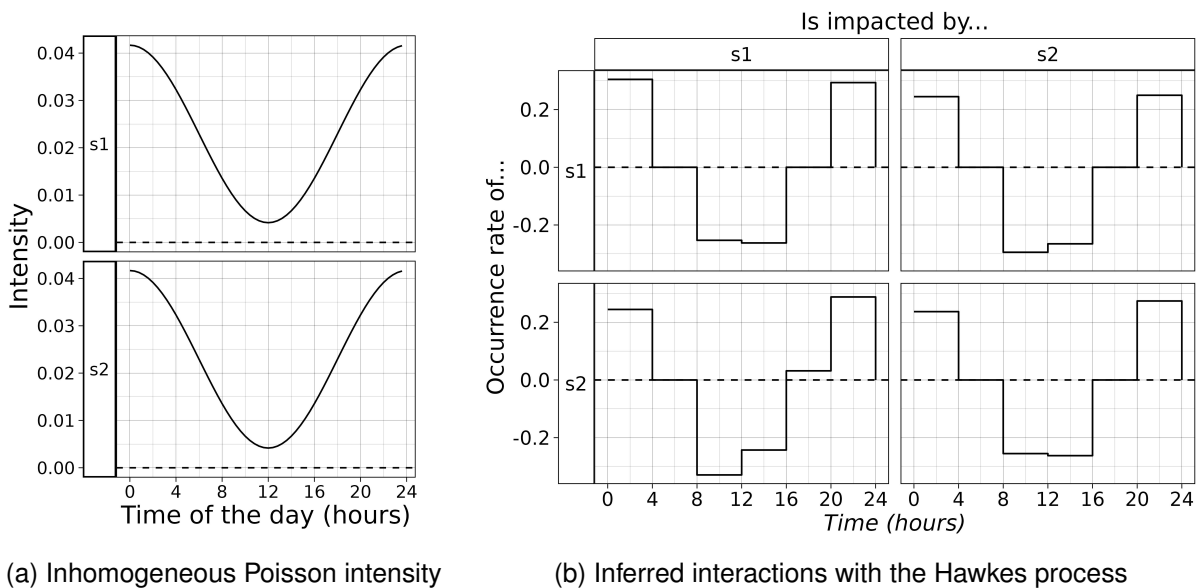 Intensity
s1
0.04
0.03
0.02
0.01
0.00
s2
0.04
0.03
0.02
0.01
0.00
0 4 8 12 16 20 24
Time of the day (hours)
(a) Inhomogeneous Poisson intensity
Is impacted by...
s1 s2
Occurrence rate of...
s1
0.2
0.0
-0.2
s2
0.2
0.0
-0.2
0 4 8 12 16 20 24 0 4 8 12 16 20 24
Time (hours)
(b) Inferred interactions with the Hawkes process